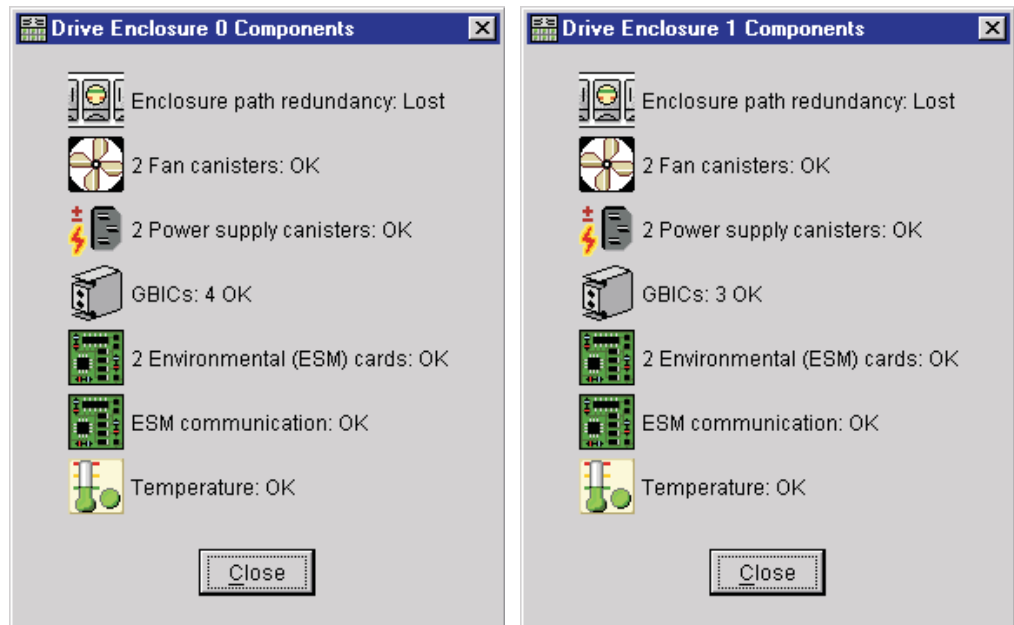 Drive Enclosure 0 Components
Enclosure path redundancy: Lost
2 Fan canisters: OK
2 Power supply canisters: OK
GBICs: 4 OK
2 Environmental (ESM) cards: OK
ESM communication: OK
Temperature: OK
Close
Drive Enclosure 1 Components
Enclosure path redundancy: Lost
2 Fan canisters: OK
2 Power supply canisters: OK
GBICs: 3 OK
2 Environmental (ESM) cards: OK
ESM communication: OK
Temperature: OK
Close